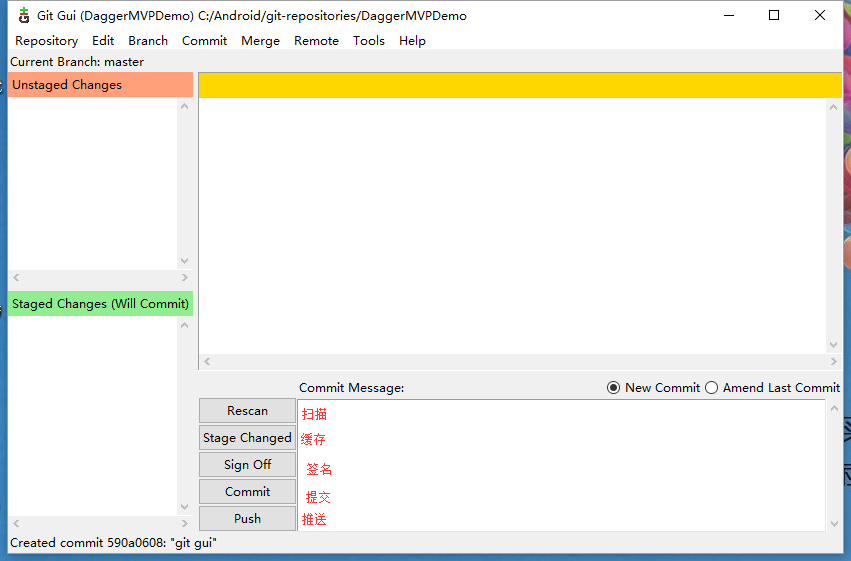 Git Gui (DaggerMVPDemo) C:/Android/git-repositories/DaggerMVPDemo
Repository Edit Branch Commit Merge Remote Tools Help
Current Branch: master
Unstaged Changes
Staged Changes (Will Commit)
Commit Message: New Commit Amend Last Commit
Rescan 扫描
Stage Changed 缓存
Sign Off 签名
Commit 提交
Push 推送
Created commit 590a0608: "git gui"